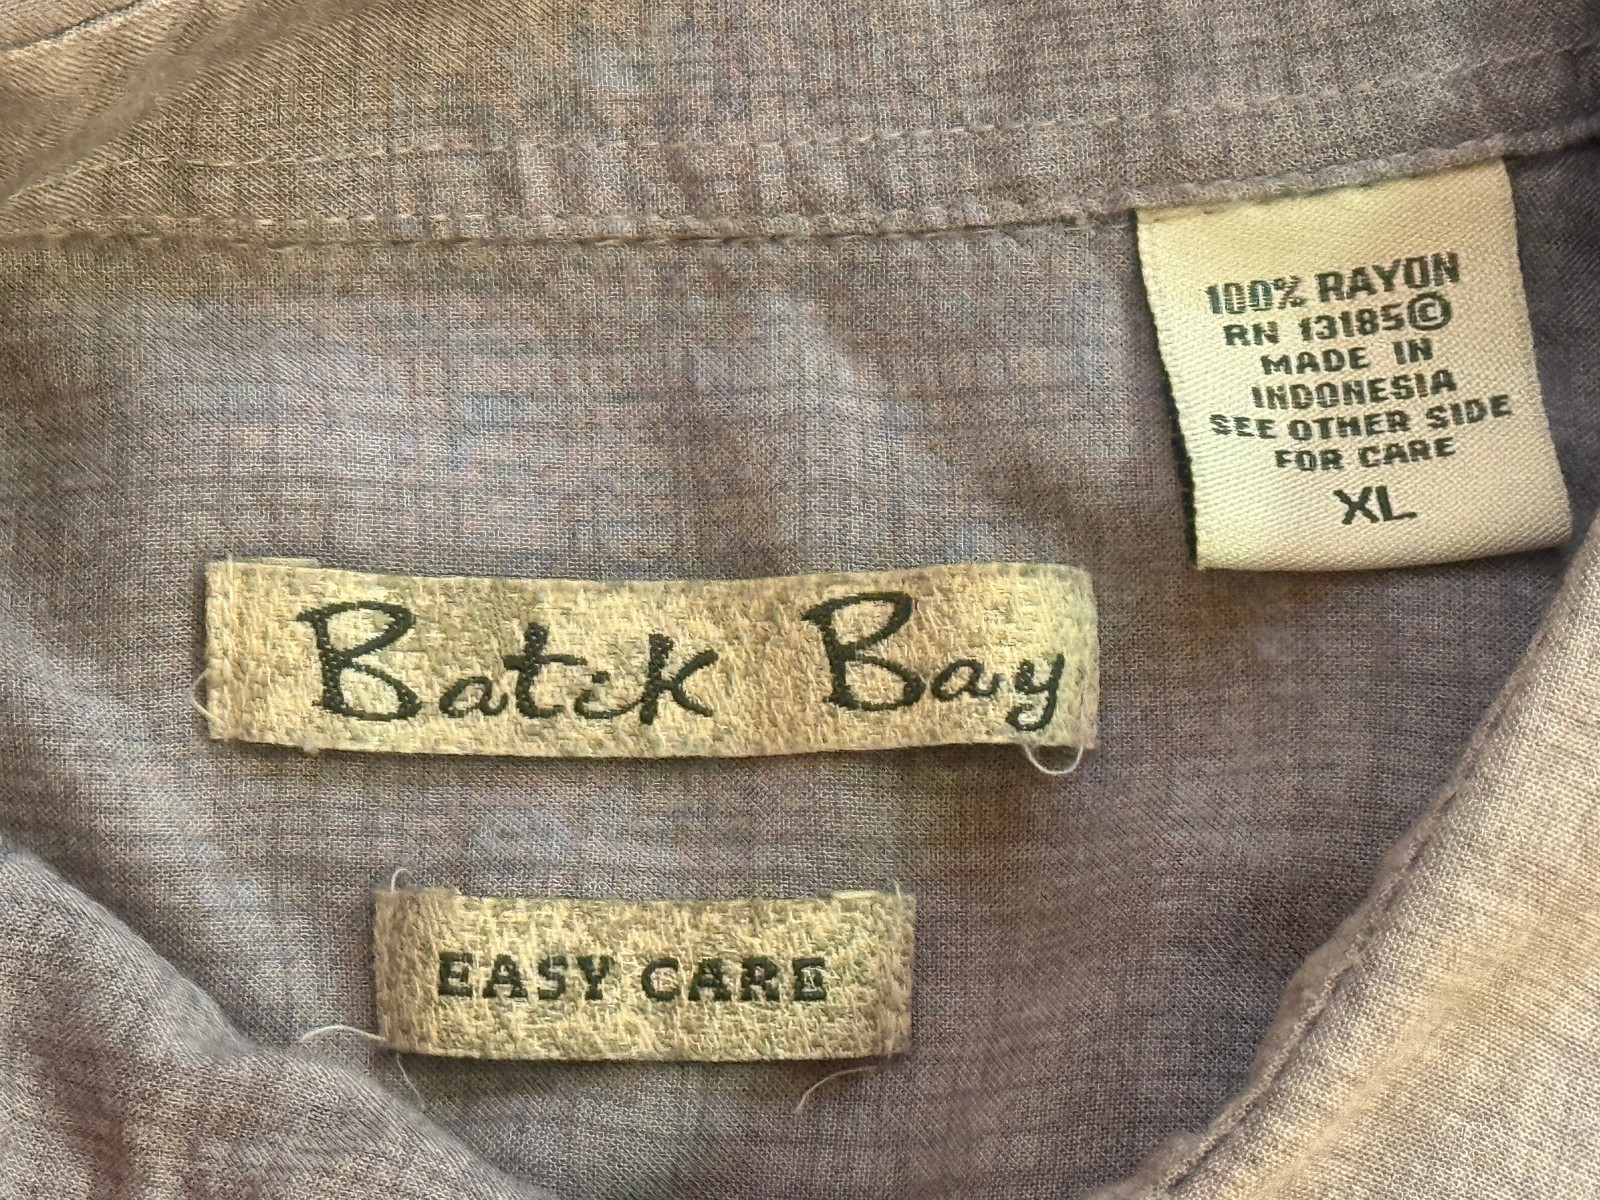 100% RAYON
RN 13185©
MADE IN
INDONESIA
SEE OTHER SIDE
FOR CARE
XL
Batik Bay
EASY CARE